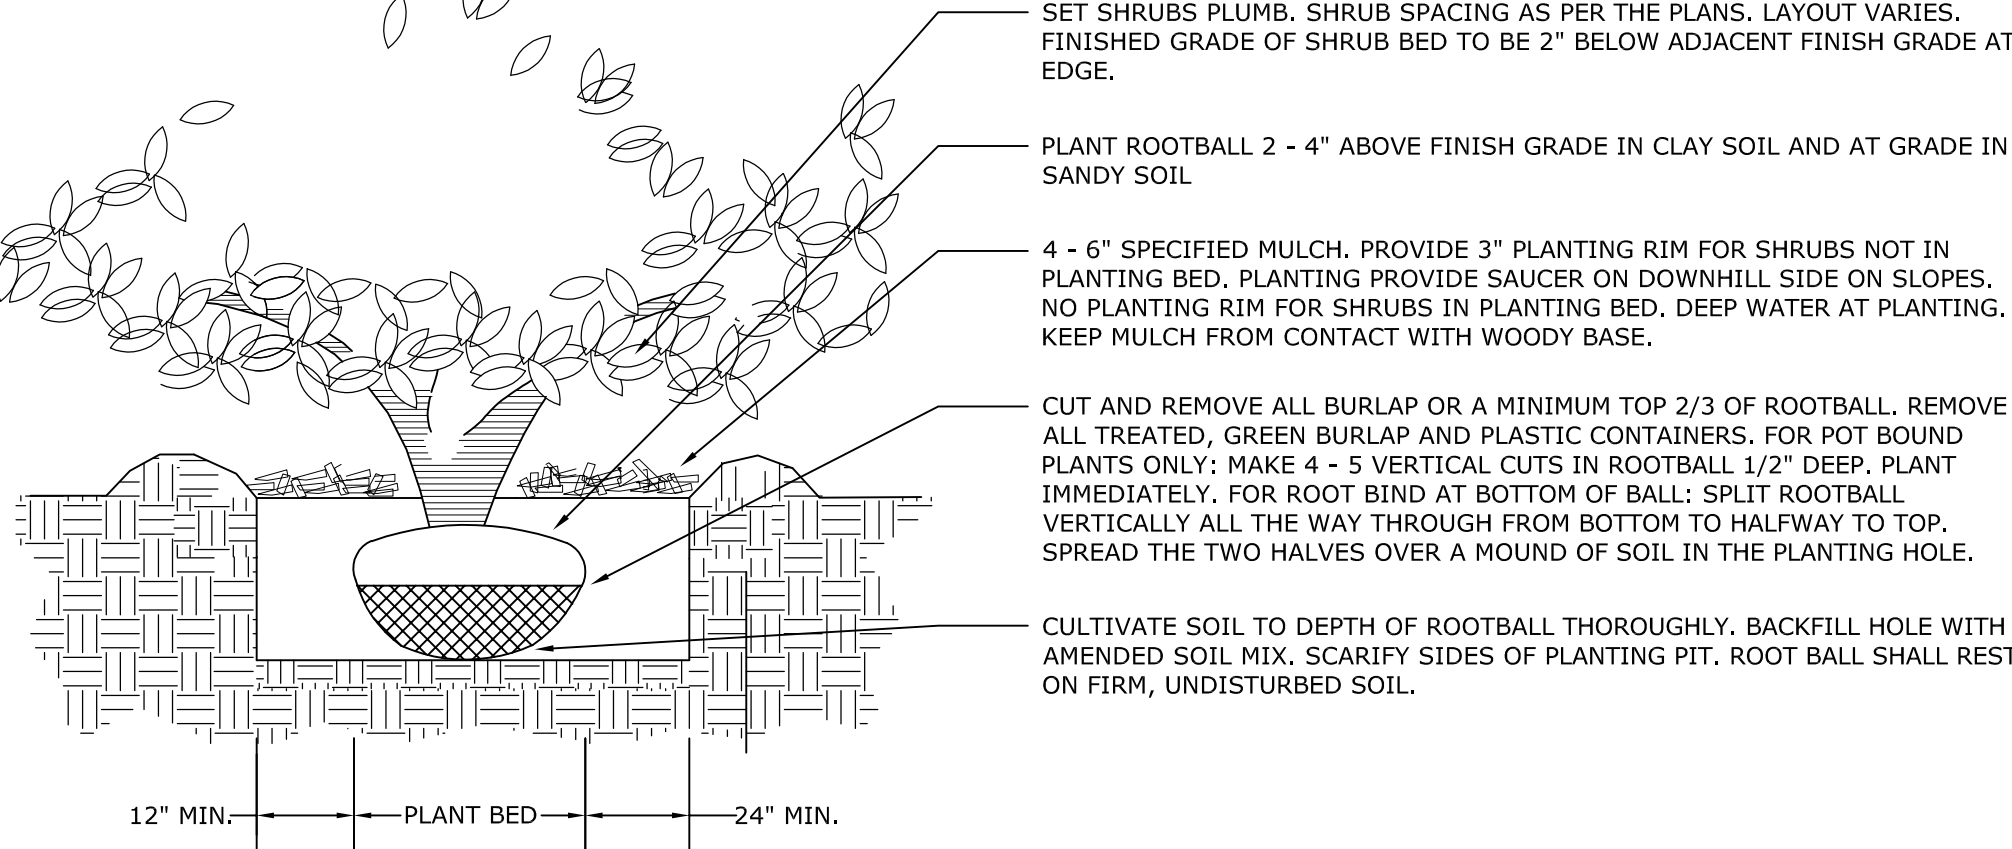 SET SHRUBS PLUMB. SHRUB SPACING AS PER THE PLANS. LAYOUT VARIES.
FINISHED GRADE OF SHRUB BED TO BE 2" BELOW ADJACENT FINISH GRADE AT
EDGE.
PLANT ROOTBALL 2 - 4" ABOVE FINISH GRADE IN CLAY SOIL AND AT GRADE IN
SANDY SOIL
4 - 6" SPECIFIED MULCH. PROVIDE 3" PLANTING RIM FOR SHRUBS NOT IN
PLANTING BED. PLANTING PROVIDE SAUCER ON DOWNHILL SIDE ON SLOPES.
NO PLANTING RIM FOR SHRUBS IN PLANTING BED. DEEP WATER AT PLANTING.
KEEP MULCH FROM CONTACT WITH WOODY BASE.
CUT AND REMOVE ALL BURLAP OR A MINIMUM TOP 2/3 OF ROOTBALL. REMOVE
ALL TREATED, GREEN BURLAP AND PLASTIC CONTAINERS. FOR POT BOUND
PLANTS ONLY: MAKE 4 - 5 VERTICAL CUTS IN ROOTBALL 1/2" DEEP. PLANT
IMMEDIATELY. FOR ROOT BIND AT BOTTOM OF BALL: SPLIT ROOTBALL
VERTICALLY ALL THE WAY THROUGH FROM BOTTOM TO HALFWAY TO TOP.
SPREAD THE TWO HALVES OVER A MOUND OF SOIL IN THE PLANTING HOLE.
CULTIVATE SOIL TO DEPTH OF ROOTBALL THOROUGHLY. BACKFILL HOLE WITH
AMENDED SOIL MIX. SCARIFY SIDES OF PLANTING PIT. ROOT BALL SHALL REST
ON FIRM, UNDISTURBED SOIL.
12" MIN. PLANT BED 24" MIN.